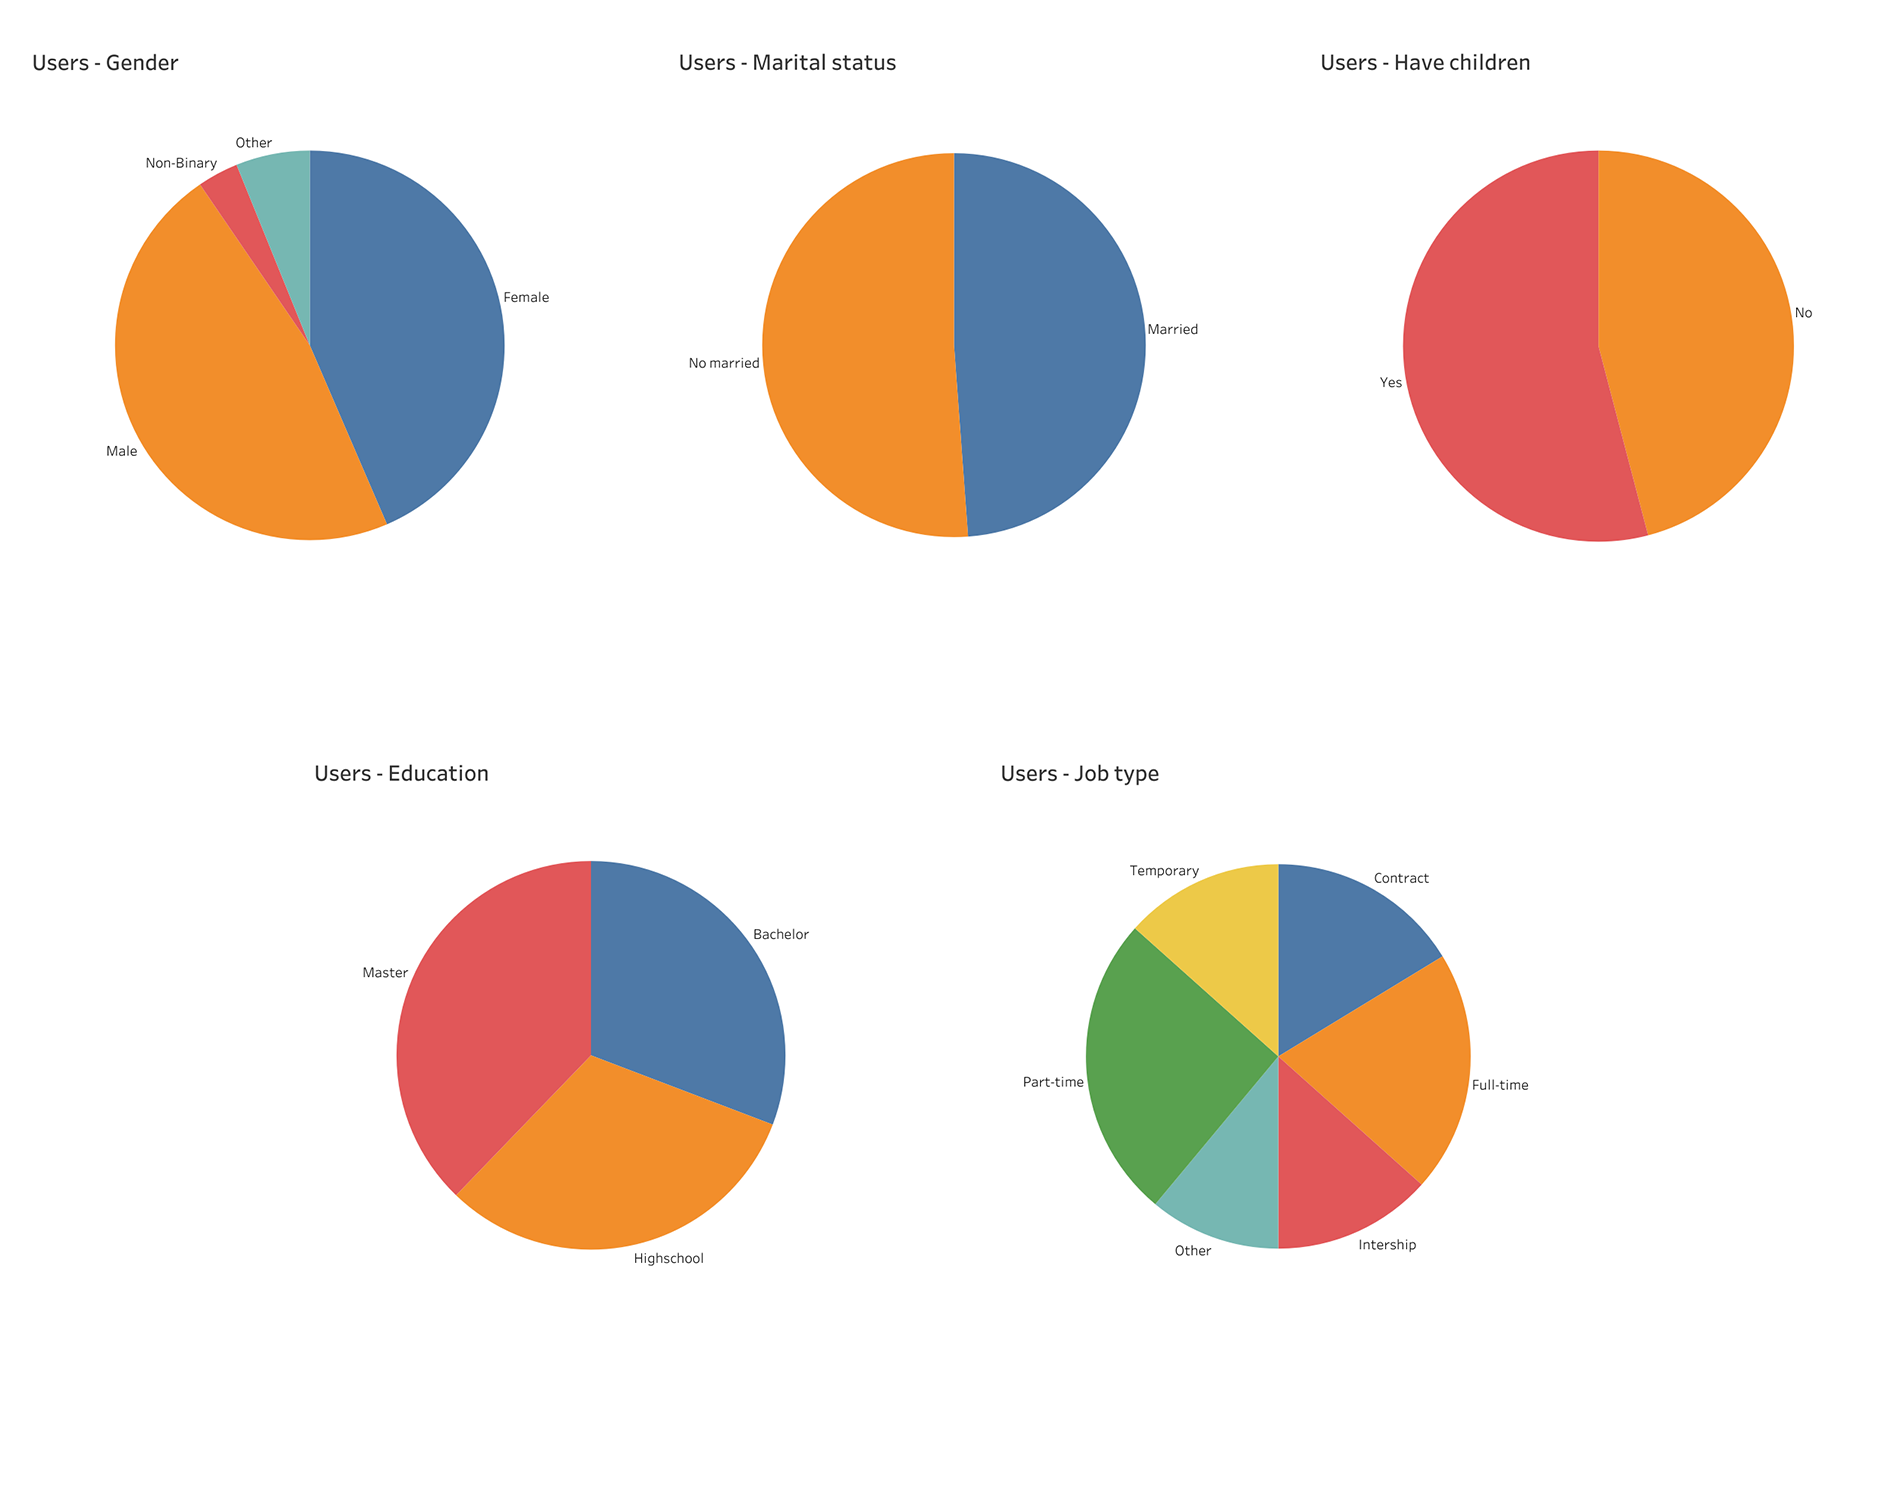 Users - Gender
Other
Non-Binary
Female
Male
Users - Marital status
Married
No married
Users - Have children
No
Yes
Users - Education
Bachelor
Master
Highschool
Users - Job type
Temporary
Contract
Part-time
Full-time
Other
Intership